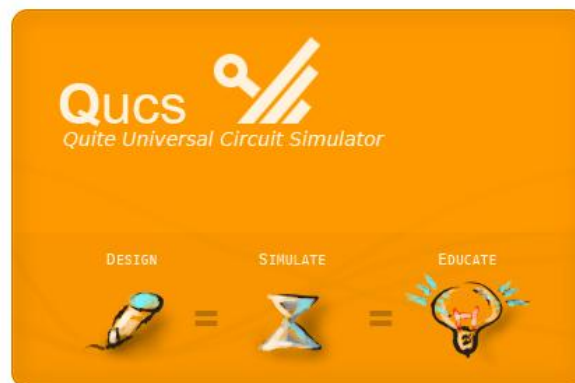 Qucs
Quite Universal Circuit Simulator
DESIGN = SIMULATE = EDUCATE